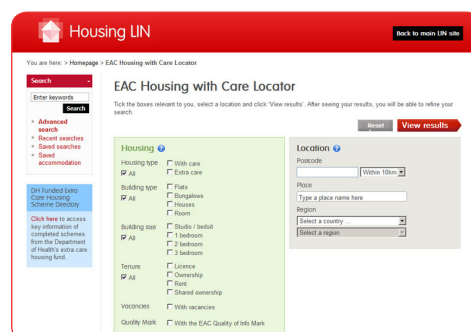 Housing LIN
Back to main LIN site
You are here: > Homepage > EAC Housing with Care Locator
Search
Enter keywords
Search
Advanced
search
Recent searches
Saved searches
Saved
accommodation
DH Funded Extra
Care Housing
Scheme Directory
Click here to access
key information of
completed schemes
from the Department
of Health's extra care
housing fund.
EAC Housing with Care Locator
Tick the boxes relevant to you, select a location and click 'View results'. After seeing your results, you will be able to refine your
search.
Reset
View results
Housing ?
Housing type
All
With care
Extra care
Building type
All
Flats
Bungalows
Houses
Room
Building size
All
Studio / bedsit
1 bedroom
2 bedroom
3 bedroom
Tenure
All
Licence
Ownership
Rent
Shared ownership
Vacancies
With vacancies
Quality Mark
With the EAC Quality of Info Mark
Location ?
Postcode
Within 10km
Place
Type a place name here
Region
Select a country ...
Select a region